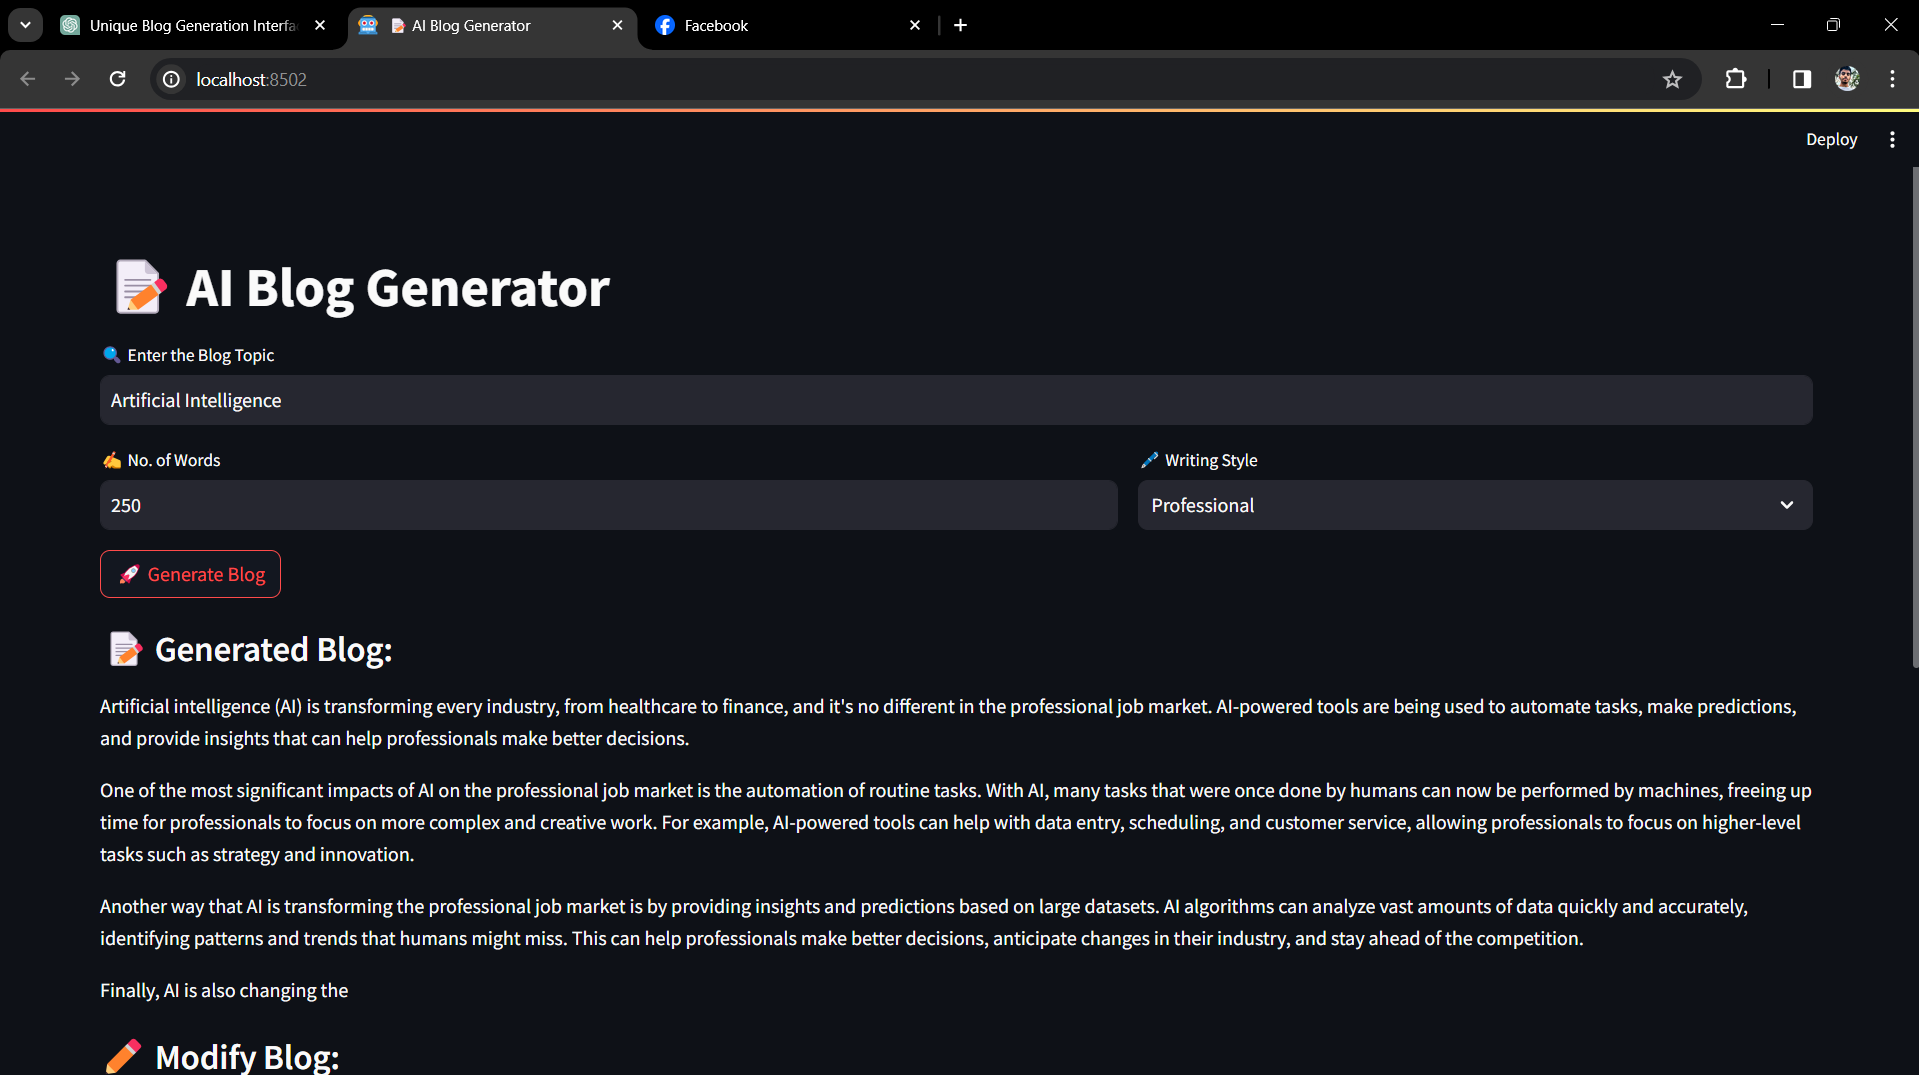 Unique Blog Generation Interfa
AI Blog Generator
Facebook
localhost:8502
Deploy
AI Blog Generator
Enter the Blog Topic
Artificial Intelligence
No. of Words
Writing Style
250
Professional
Generate Blog
Generated Blog:
Artificial intelligence (AI) is transforming every industry, from healthcare to finance, and it's no different in the professional job market. AI-powered tools are being used to automate tasks, make predictions,
and provide insights that can help professionals make better decisions.
One of the most significant impacts of AI on the professional job market is the automation of routine tasks. With AI, many tasks that were once done by humans can now be performed by machines, freeing up
time for professionals to focus on more complex and creative work. For example, AI-powered tools can help with data entry, scheduling, and customer service, allowing professionals to focus on higher-level
tasks such as strategy and innovation.
Another way that AI is transforming the professional job market is by providing insights and predictions based on large datasets. AI algorithms can analyze vast amounts of data quickly and accurately,
identifying patterns and trends that humans might miss. This can help professionals make better decisions, anticipate changes in their industry, and stay ahead of the competition.
Finally, AI is also changing the
Modify Blog: